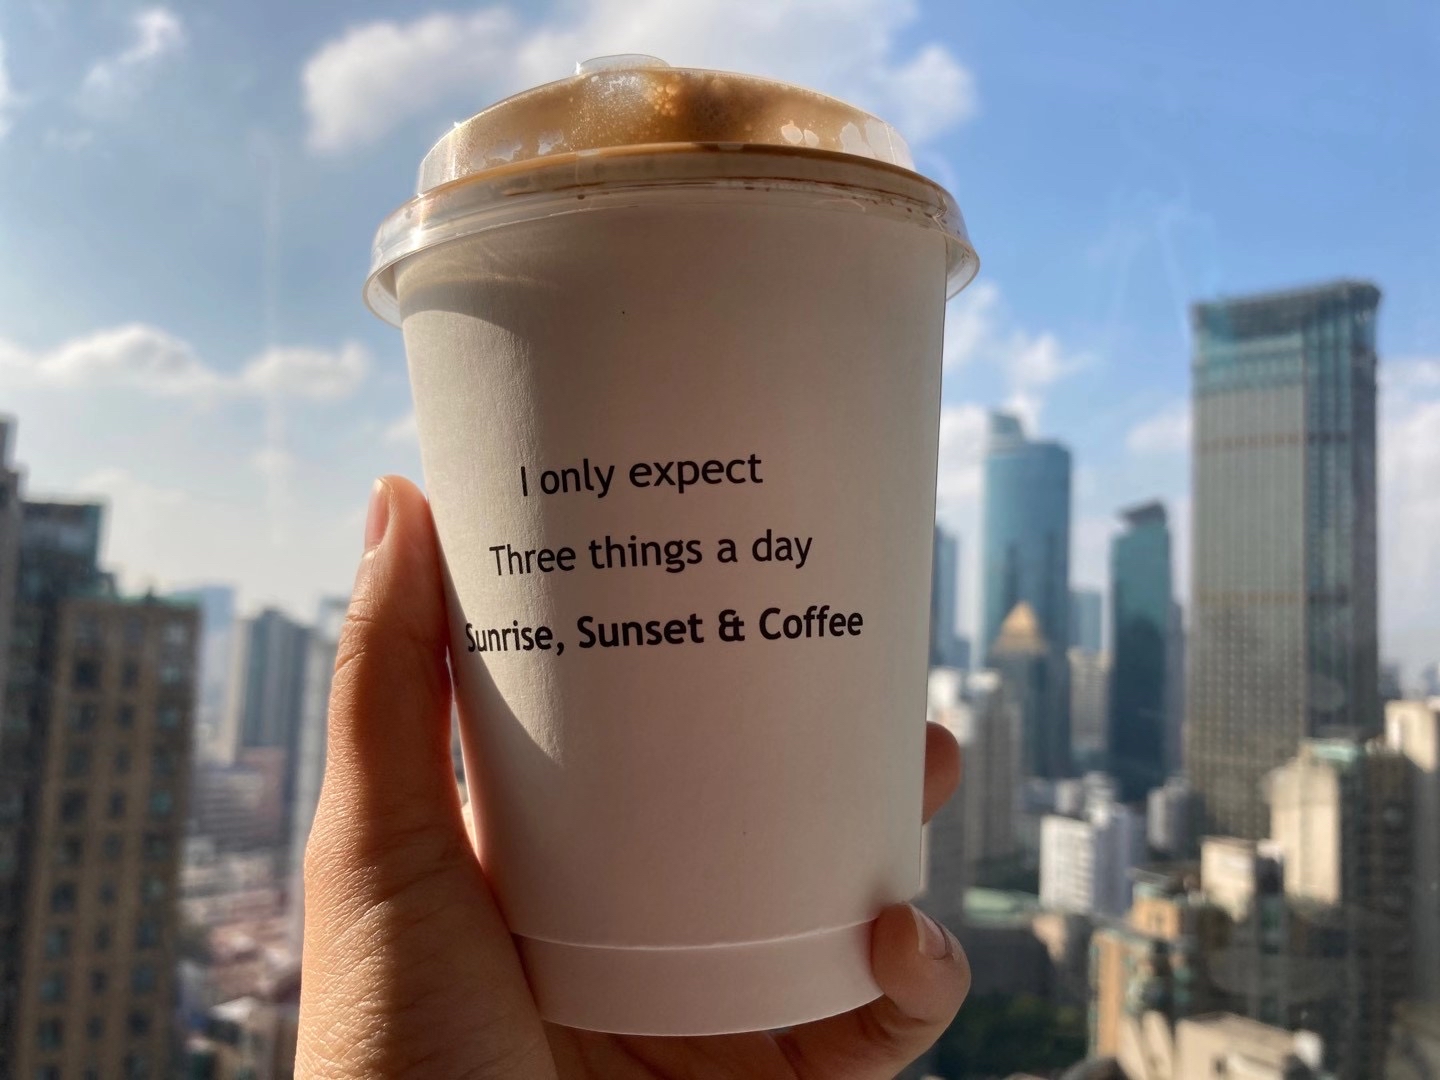 I only expect
Three things a day
Sunrise, Sunset & Coffee